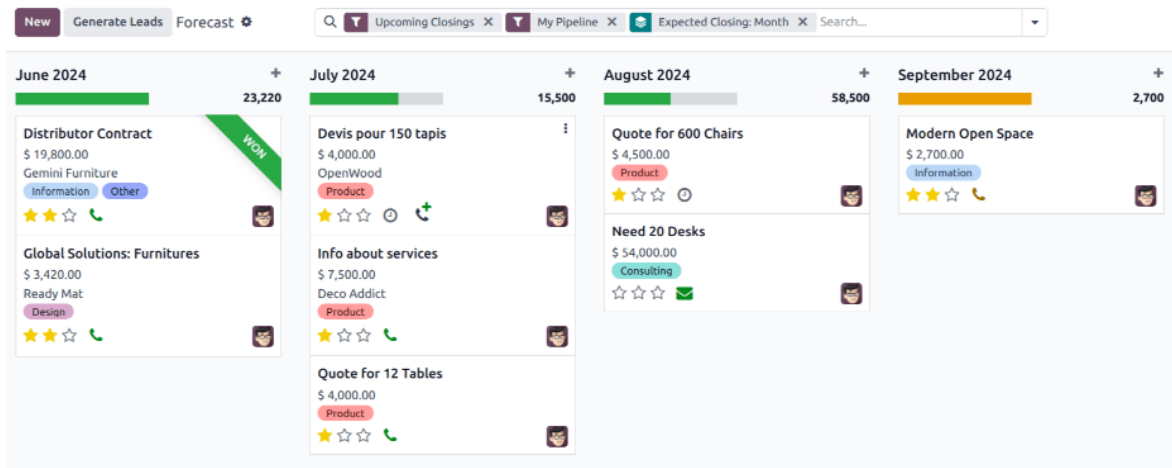 New Generate Leads Forecast Upcoming Closings My Pipeline Expected Closing: Month Search...
June 2024
23,220
Distributor Contract
WON
$ 19,800.00
Gemini Furniture
Information Other
Global Solutions: Furnitures
$ 3,420.00
Ready Mat
Design
July 2024
15,500
Devis pour 150 tapis
$ 4,000.00
OpenWood
Product
Info about services
$ 7,500.00
Deco Addict
Product
Quote for 12 Tables
$ 4,000.00
Product
August 2024
58,500
Quote for 600 Chairs
$ 4,500.00
Product
Need 20 Desks
$ 54,000.00
Consulting
September 2024
2,700
Modern Open Space
$ 2,700.00
Information